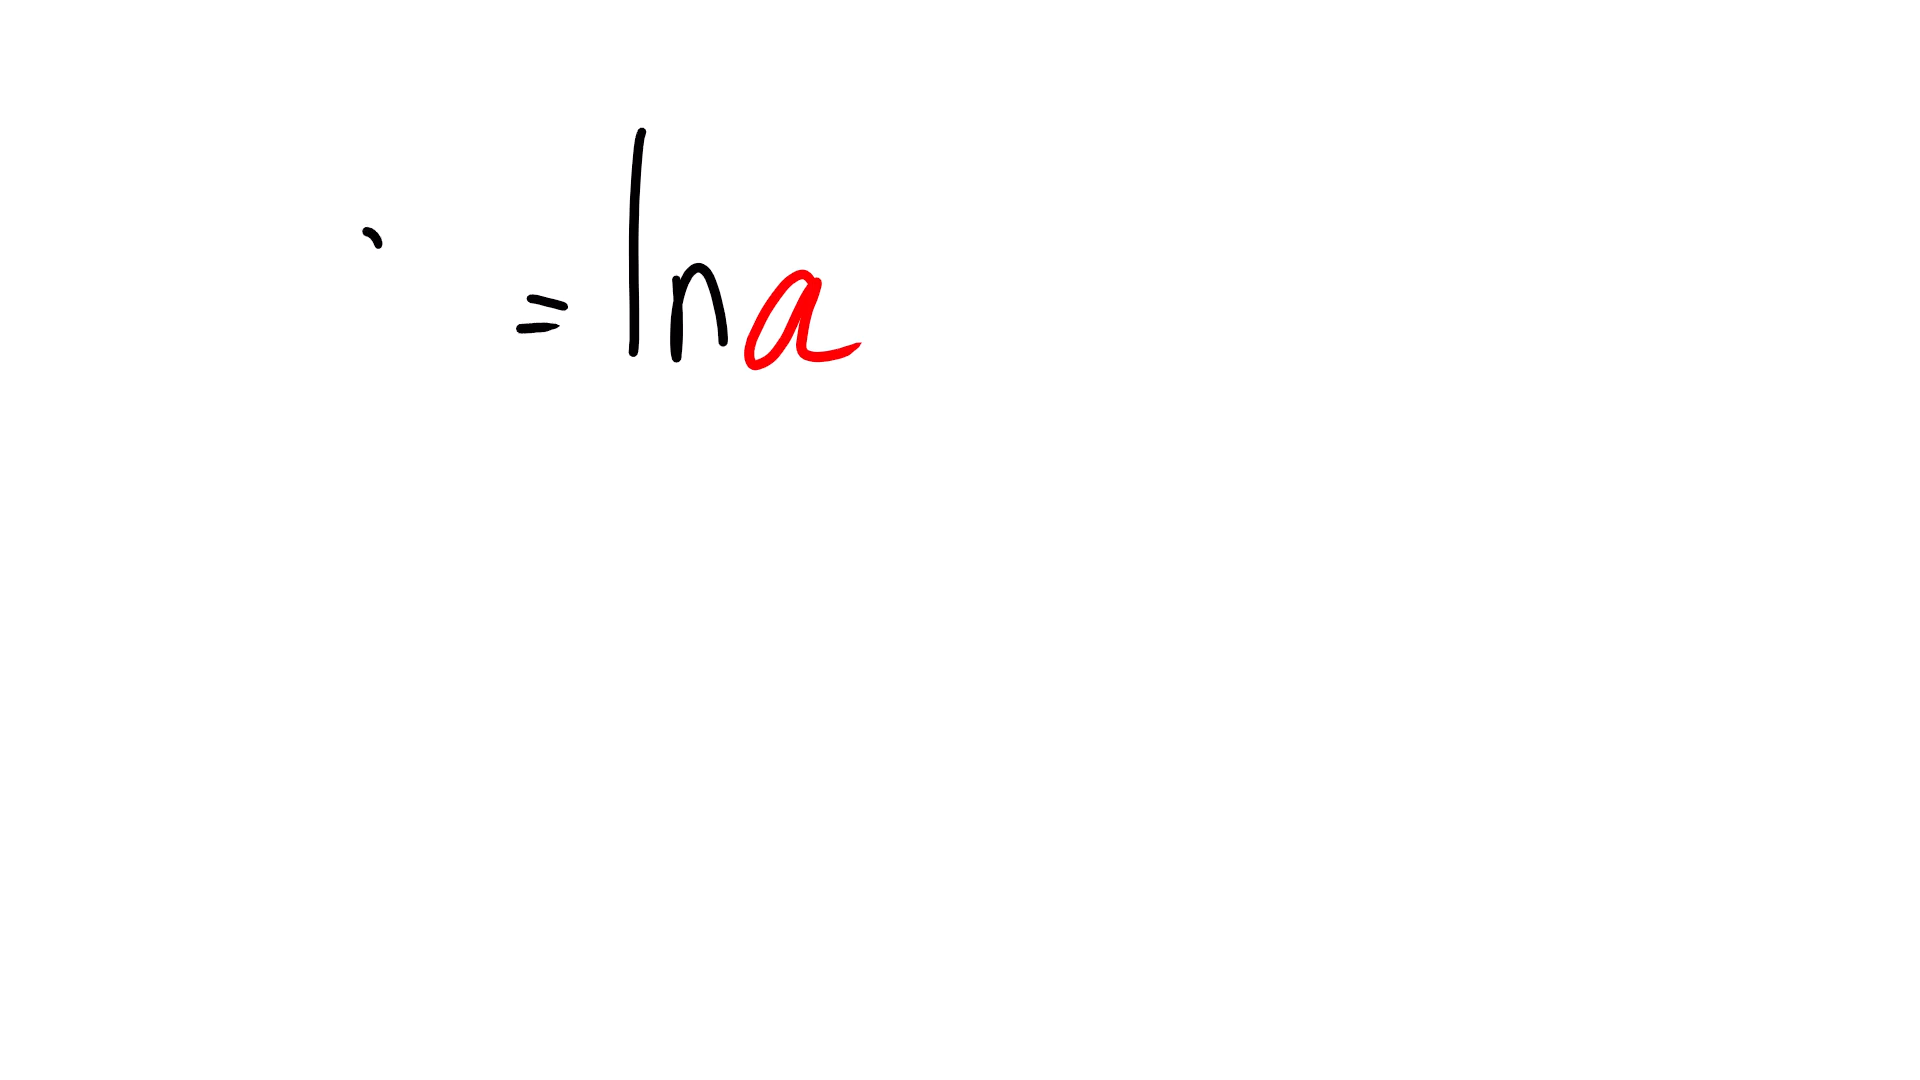 = ln a